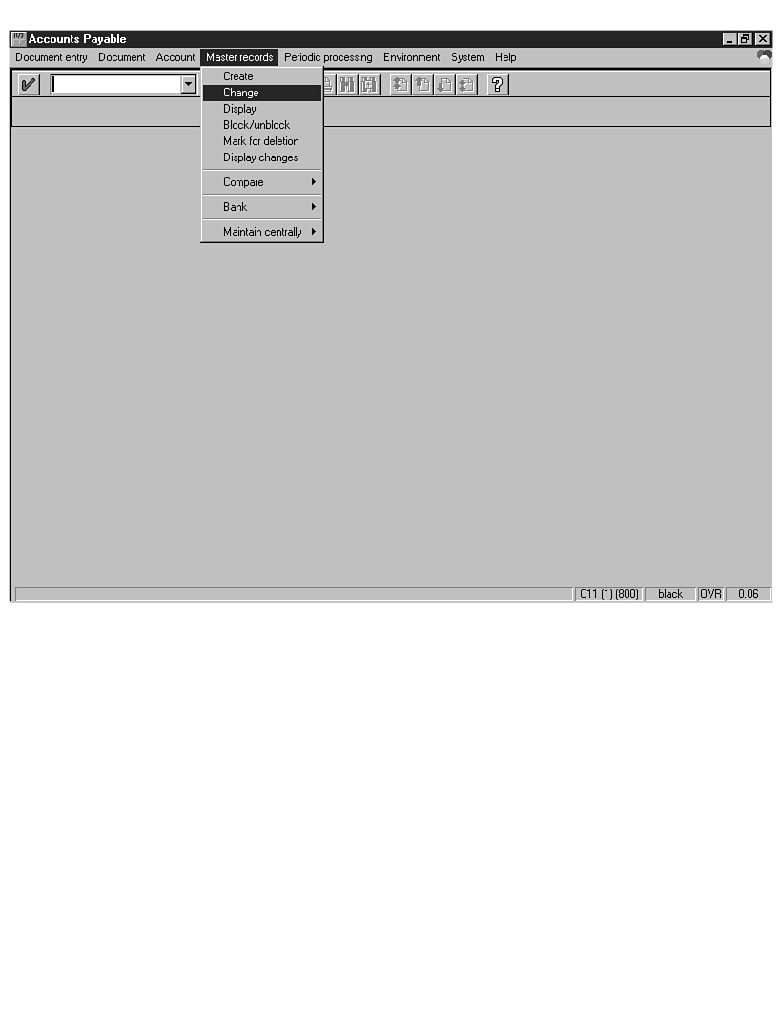 Accounts Payable
Document entry Document Account Master records Periodic processing Environment System Help
Create
Change
Display
Block/unblock
Mark for deletion
Display changes
Compare
Bank
Maintain centrally
C11 (1) (800) black OVR 0.06